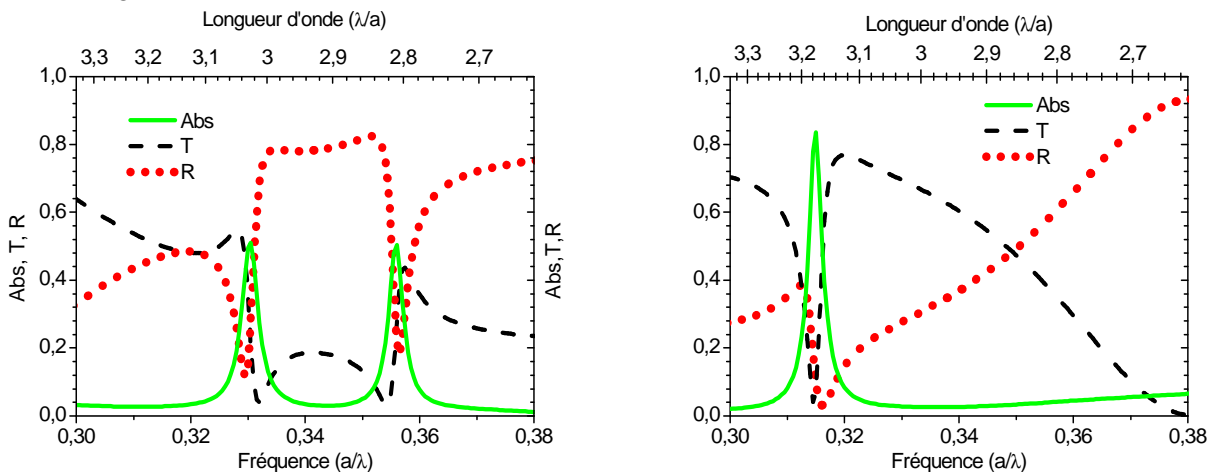 Longueur d'onde (λ/a)
3,3 3,2 3,1 3 2,9 2,8 2,7
1,0
0,8
0,6
0,4
0,2
0,0
Abs, T, R
Abs
T
R
0,30 0,32 0,34 0,36 0,38
Fréquence (a/λ)
Longueur d'onde (λ/a)
3,3 3,2 3,1 3 2,9 2,8 2,7
1,0
0,8
0,6
0,4
0,2
0,0
Abs,T,R
Abs
T
R
0,30 0,32 0,34 0,36 0,38
Fréquence (a/λ)